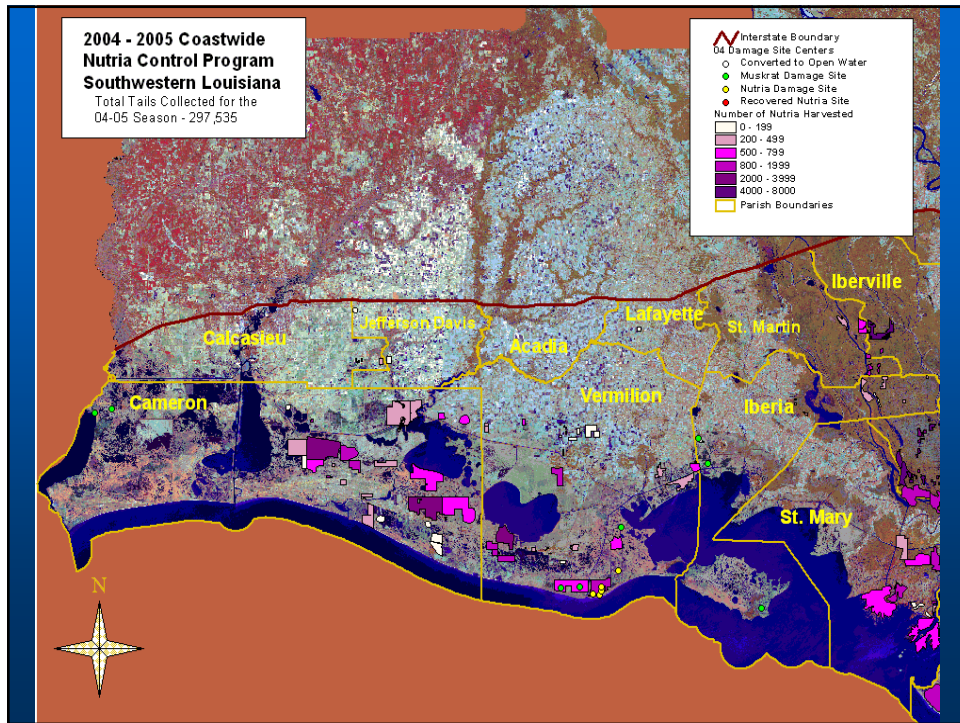 2004 - 2005 Coastwide
Nutria Control Program
Southwestern Louisiana
Total Tails Collected for the
04-05 Season - 297,535
Interstate Boundary
04 Damage Site Centers
Converted to Open Water
Muskrat Damage Site
Nutria Damage Site
Recovered Nutria Site
Number of Nutria Harvested
0 - 199
200 - 499
500 - 799
800 - 1999
2000 - 3999
4000 - 8000
Parish Boundaries
Iberville
Lafayette
Jefferson Davis
St. Martin
Calcasieu
Acadia
Vermilion
Cameron
Iberia
St. Mary
N